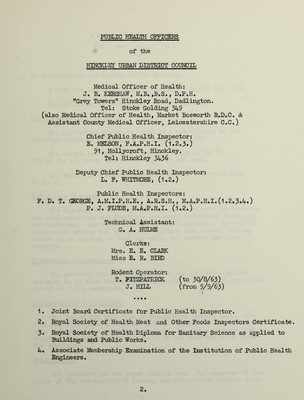 PUBLIC HEALTH OFFICERS
of the
HINCKLEY URBAN DISTRICT COUNCIL
Medical Officer of Health:
J. B. KERSHAW, M.B.B.S., D.P.H.
"Grey Towers" Hinckley Road, Dadlington.
Tel: Stoke Golding 349
(also Medical Officer of Health, Market Bosworth R.D.C. &
Assistant County Medical Officer, Leicestershire C.C.)
Chief Public Health Inspector:
E. MELSON, F.A.P.H.I. (1.2.3.)
91, Hollycroft, Hinckley.
Tel: Hinckley 3436
Deputy Chief Public Health Inspector:
L. P. WHITMORE, (1.2.)
Public Health Inspectors:
F. D. T. GEORGE, A.M.I.P.H.E., A.R.S.H., M.A.P.H.I.(1.2.3.4.)
P. J. FLUDE, M.A.P.H.I. (1.2.)
Technical Assistant:
G. A. HULME
Clerks:
Mrs. E. E. CLARK
Miss E. R. BIRD
Rodent Operator:
T. FITZPATRICK (to 30/8/63)
J. HILL (from 9/9/63)
****
1. Joint Board Certificate for Public Health Inspector.
2. Royal Society of Health Meat and Other Foods Inspectors Certificate.
3. Royal Society of Health Diploma for Sanitary Science as applied to
Buildings and Public Works.
4. Associate Membership Examination of the Institution of Public Health
Engineers.
2.